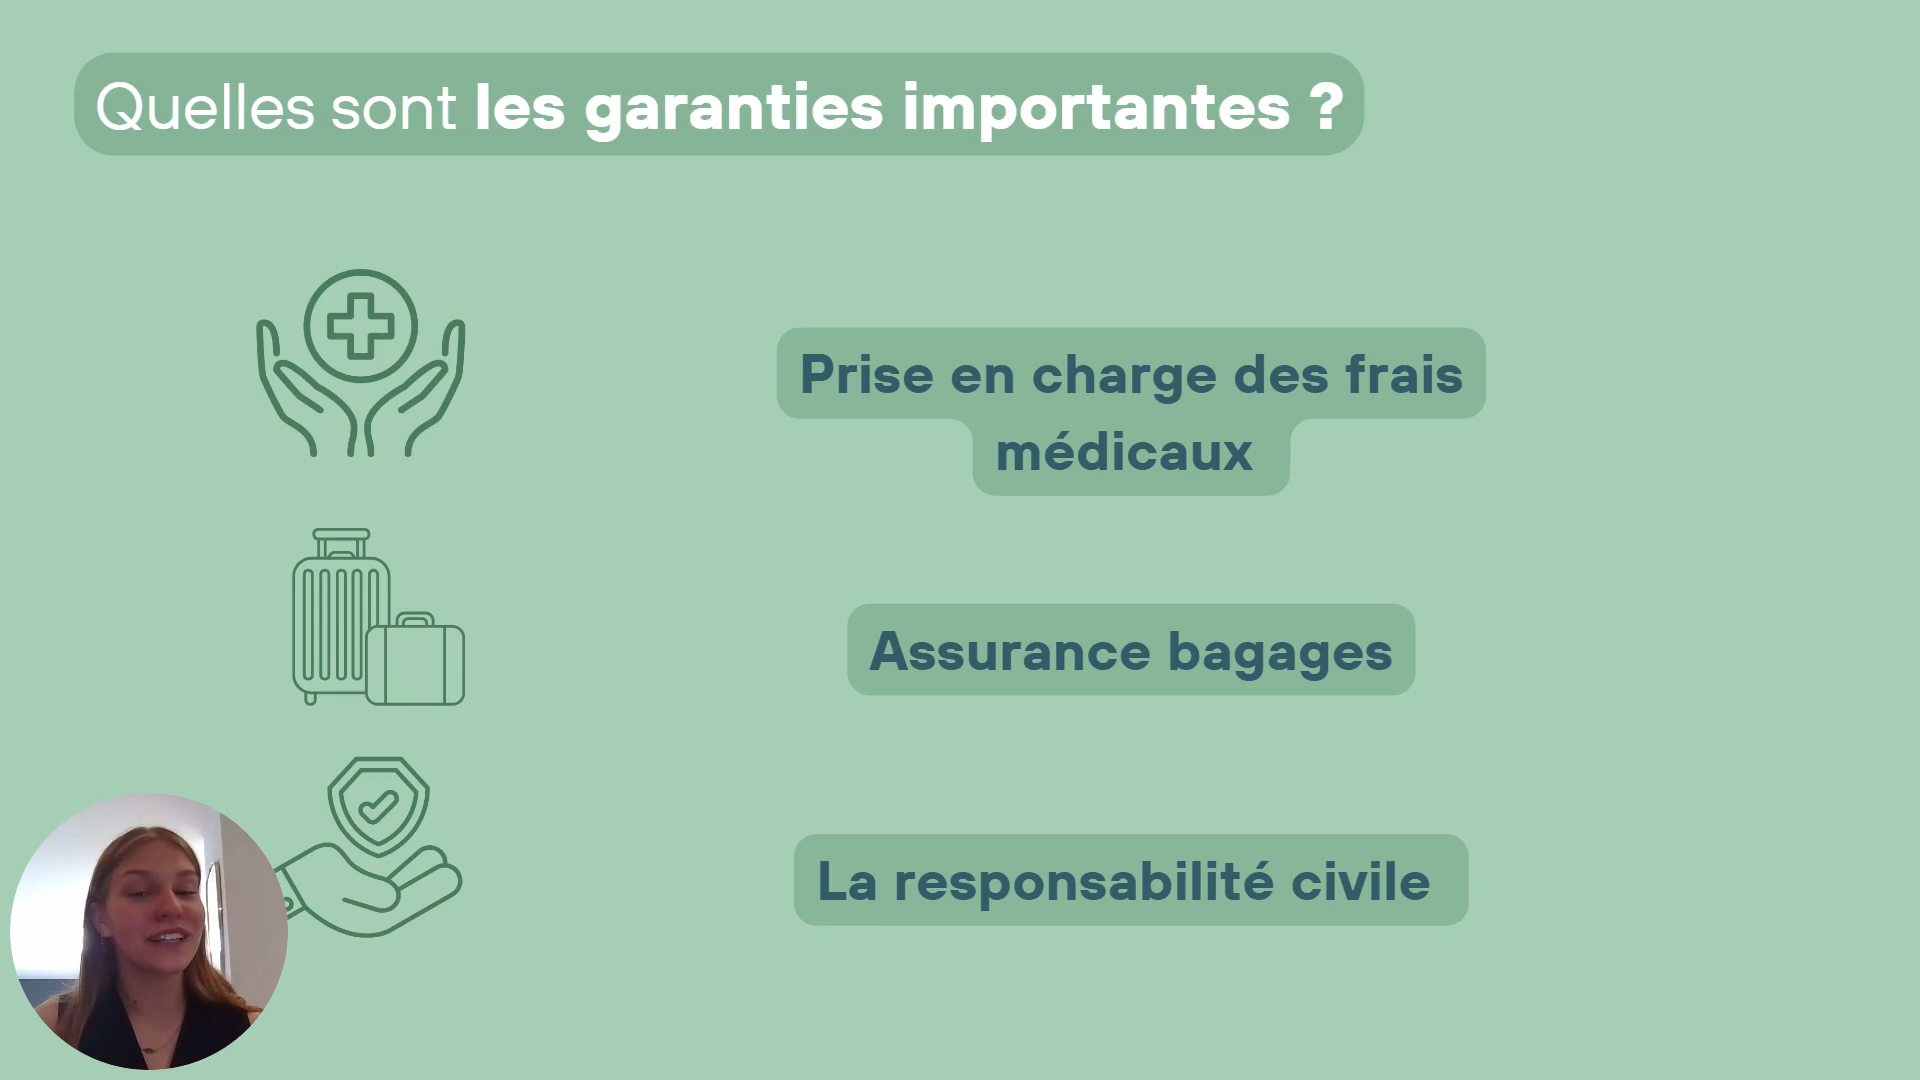 Quelles sont les garanties importantes ?
Prise en charge des frais
médicaux
Assurance bagages
La responsabilité civile